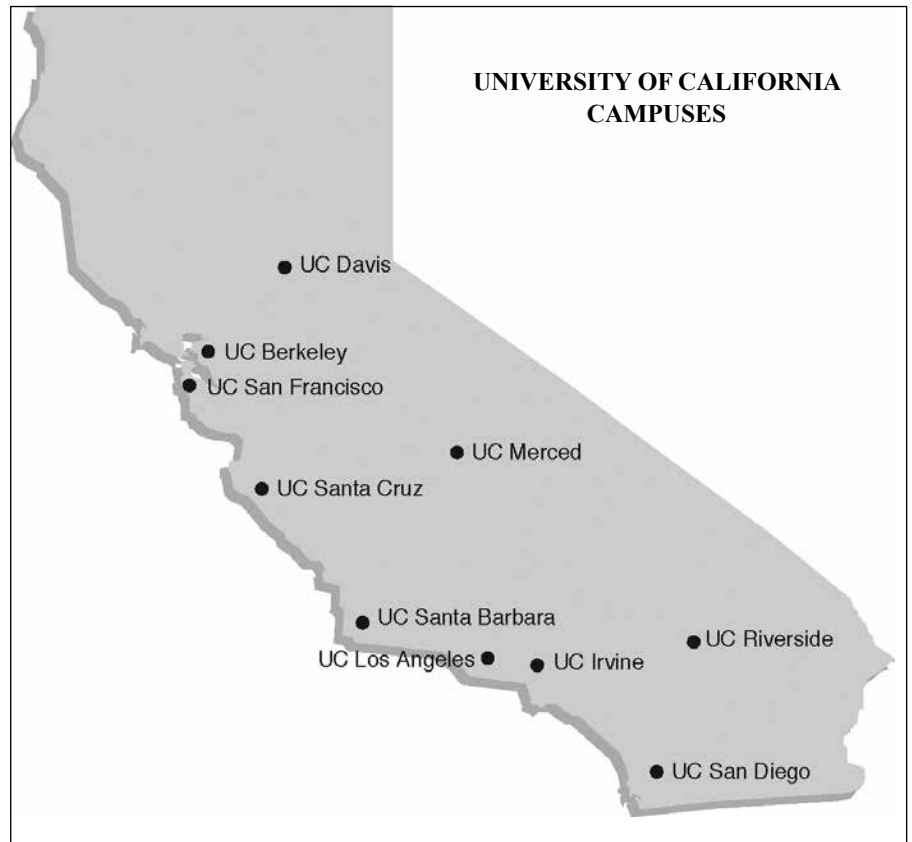 UNIVERSITY OF CALIFORNIA
CAMPUSES
UC Davis
UC Berkeley
UC San Francisco
UC Merced
UC Santa Cruz
UC Santa Barbara
UC Los Angeles
UC Irvine
UC Riverside
UC San Diego